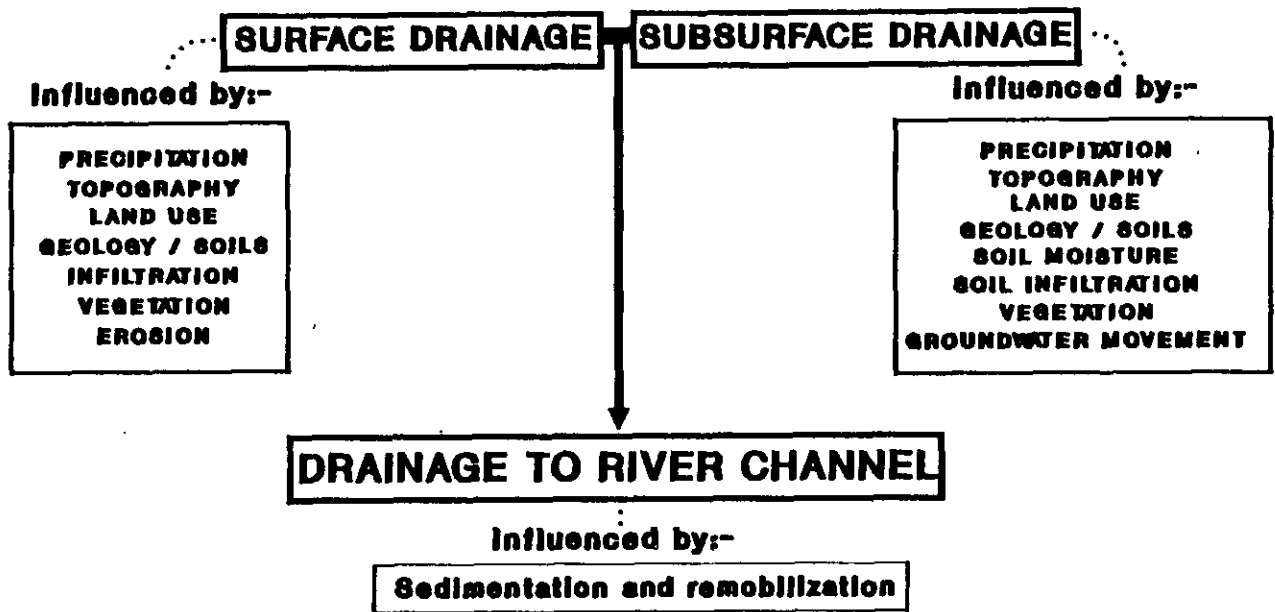 SURFACE DRAINAGE
SUBSURFACE DRAINAGE
Influenced by:-
PRECIPITATION
TOPOGRAPHY
LAND USE
GEOLOGY / SOILS
INFILTRATION
VEGETATION
EROSION
Influenced by:-
PRECIPITATION
TOPOGRAPHY
LAND USE
GEOLOGY / SOILS
SOIL MOISTURE
SOIL INFILTRATION
VEGETATION
GROUNDWATER MOVEMENT
DRAINAGE TO RIVER CHANNEL
Influenced by:-
Sedimentation and remobilization